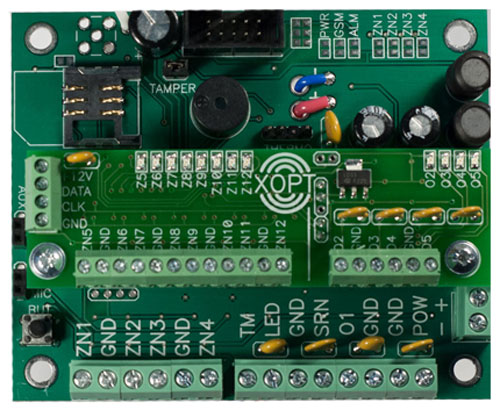 PWR
GSM
ALM
ZN1
ZN2
ZN3
ZN4
TAMPER
+12V
DATA
CLK
GND
AUX
Z5
Z6
Z7
Z8
Z9
Z10
Z11
Z12
XOPT
O2
O3
O4
O5
ZN5
GND
ZN6
ZN7
GND
ZN8
ZN9
GND
ZN10
ZN11
GND
ZN12
O2
GND
O3
O4
GND
O5
MIC
BUT
ZN1
GND
ZN2
ZN3
GND
ZN4
TM
LED
GND
SRN
O1
GND
GND
POW
- +